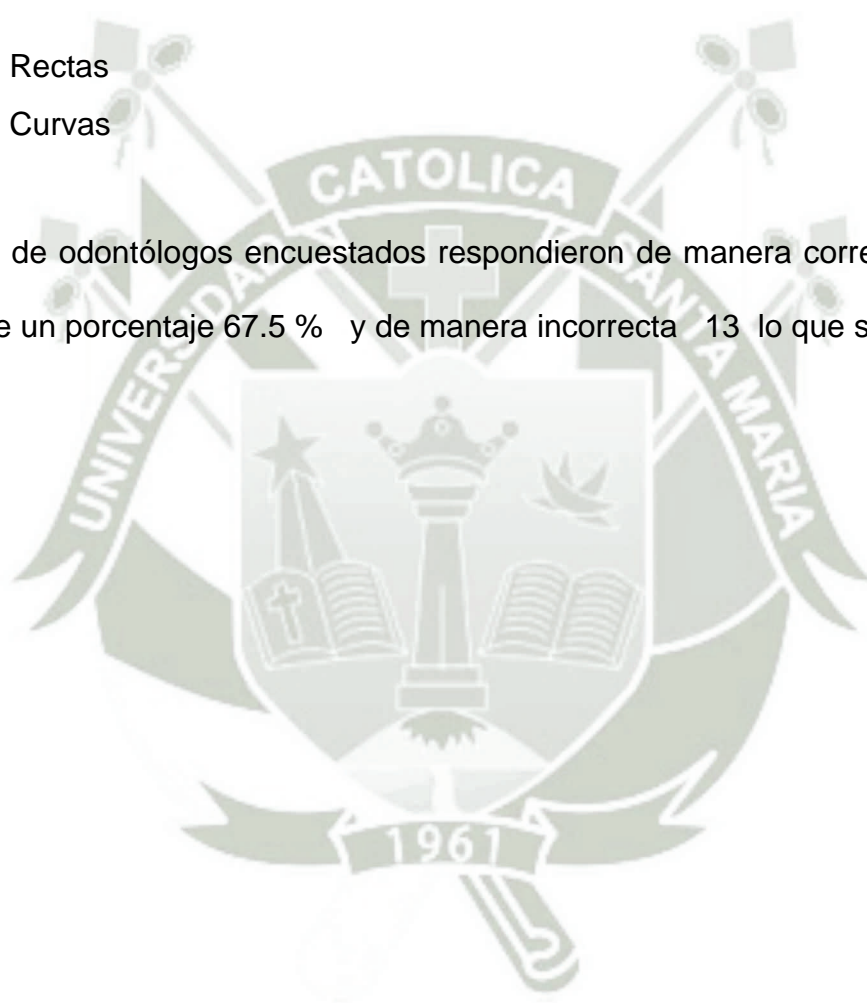 Rectas
Curvas
CATOLICA
UNIVERSIDAD SANTA MARIA
de odontólogos encuestados respondieron de manera
e un porcentaje 67.5 % y de manera incorrecta 13 lo que
1961